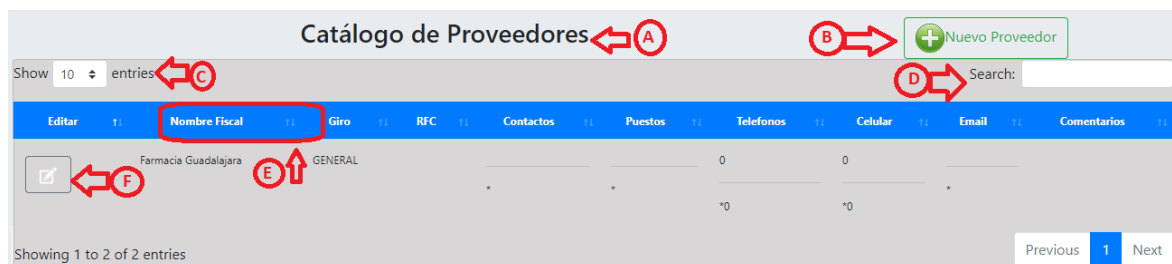 Catálogo de Proveedores A B Nuevo Proveedor
Show 10 entries C D Search:
Editar Nombre Fiscal Giro RFC Contactos Puestos Telefonos Celular Email Comentarios
Farmacia Guadalajara GENERAL 0 0
F E
* * *
*0 *0
Showing 1 to 2 of 2 entries Previous 1 Next